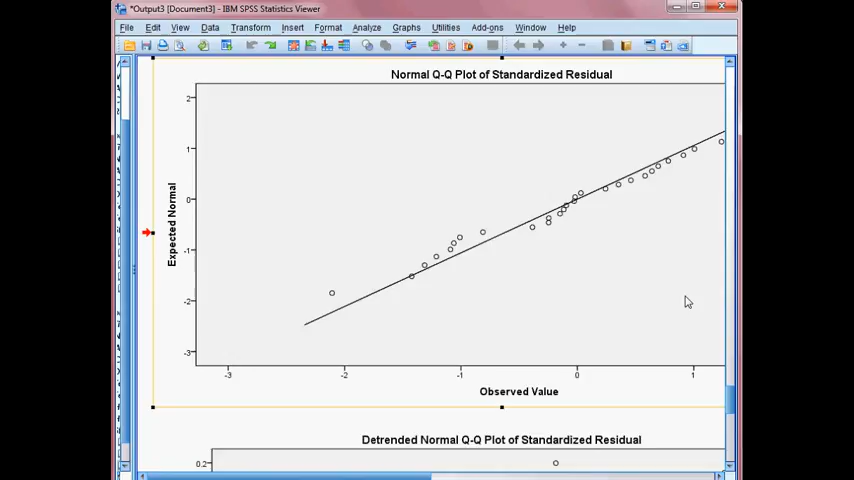 *Output3 [Document3] - IBM SPSS Statistics Viewer
File Edit View Data Transform Insert Format Analyze Graphs Utilities Add-ons Window Help
Normal Q-Q Plot of Standardized Residual
2
1
0
-1
-2
-3
Expected Normal
-3 -2 -1 0 1
Observed Value
Detrended Normal Q-Q Plot of Standardized Residual
0.2